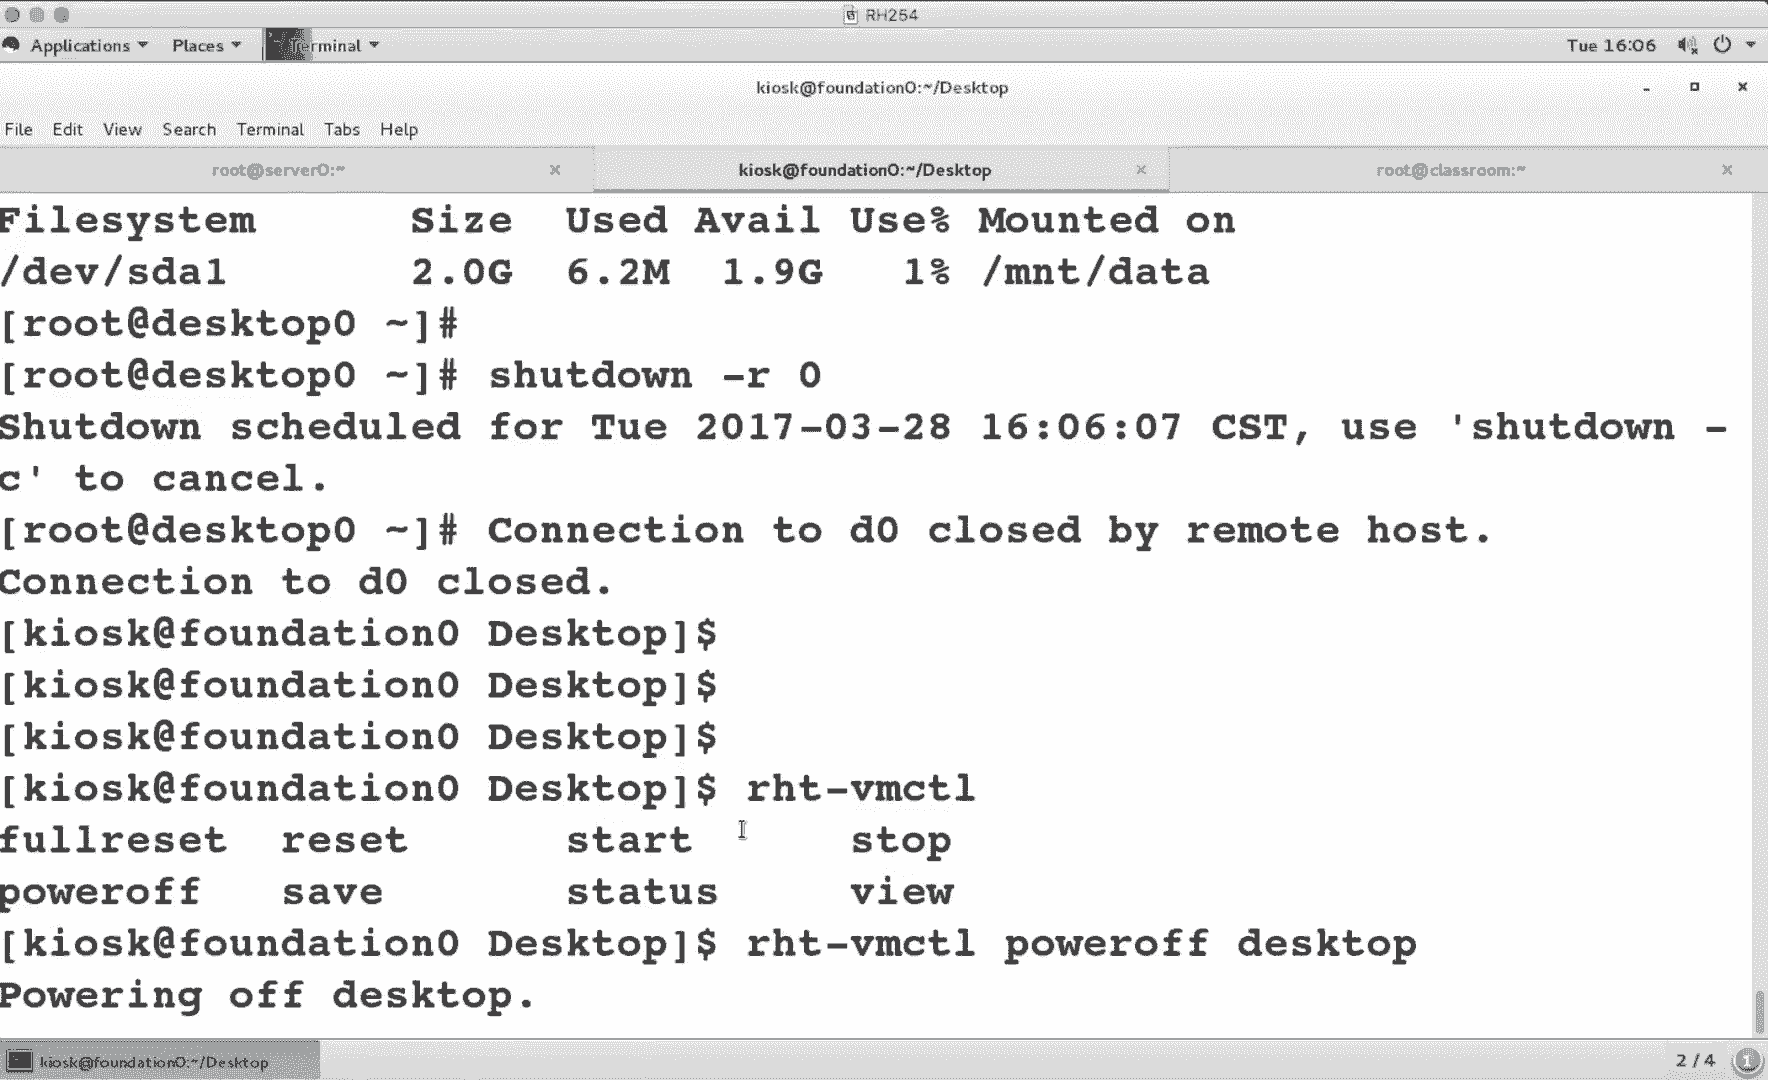 RH254
Applications Places Terminal Tue 16:06
kiosk@foundation0:~/Desktop
File Edit View Search Terminal Tabs Help
root@server0:~ kiosk@foundation0:~/Desktop root@classroom:~
Filesystem Size Used Avail Use% Mounted on
/dev/sda1 2.0G 6.2M 1.9G 1% /mnt/data
[root@desktop0 ~]#
[root@desktop0 ~]# shutdown -r 0
Shutdown scheduled for Tue 2017-03-28 16:06:07 CST, use 'shutdown -
c' to cancel.
[root@desktop0 ~]# Connection to d0 closed by remote host.
Connection to d0 closed.
[kiosk@foundation0 Desktop]$
[kiosk@foundation0 Desktop]$
[kiosk@foundation0 Desktop]$
[kiosk@foundation0 Desktop]$ rht-vmctl
fullreset reset start stop
poweroff save status view
[kiosk@foundation0 Desktop]$ rht-vmctl poweroff desktop
Powering off desktop.
kiosk@foundation0:~/Desktop 2 / 4 1